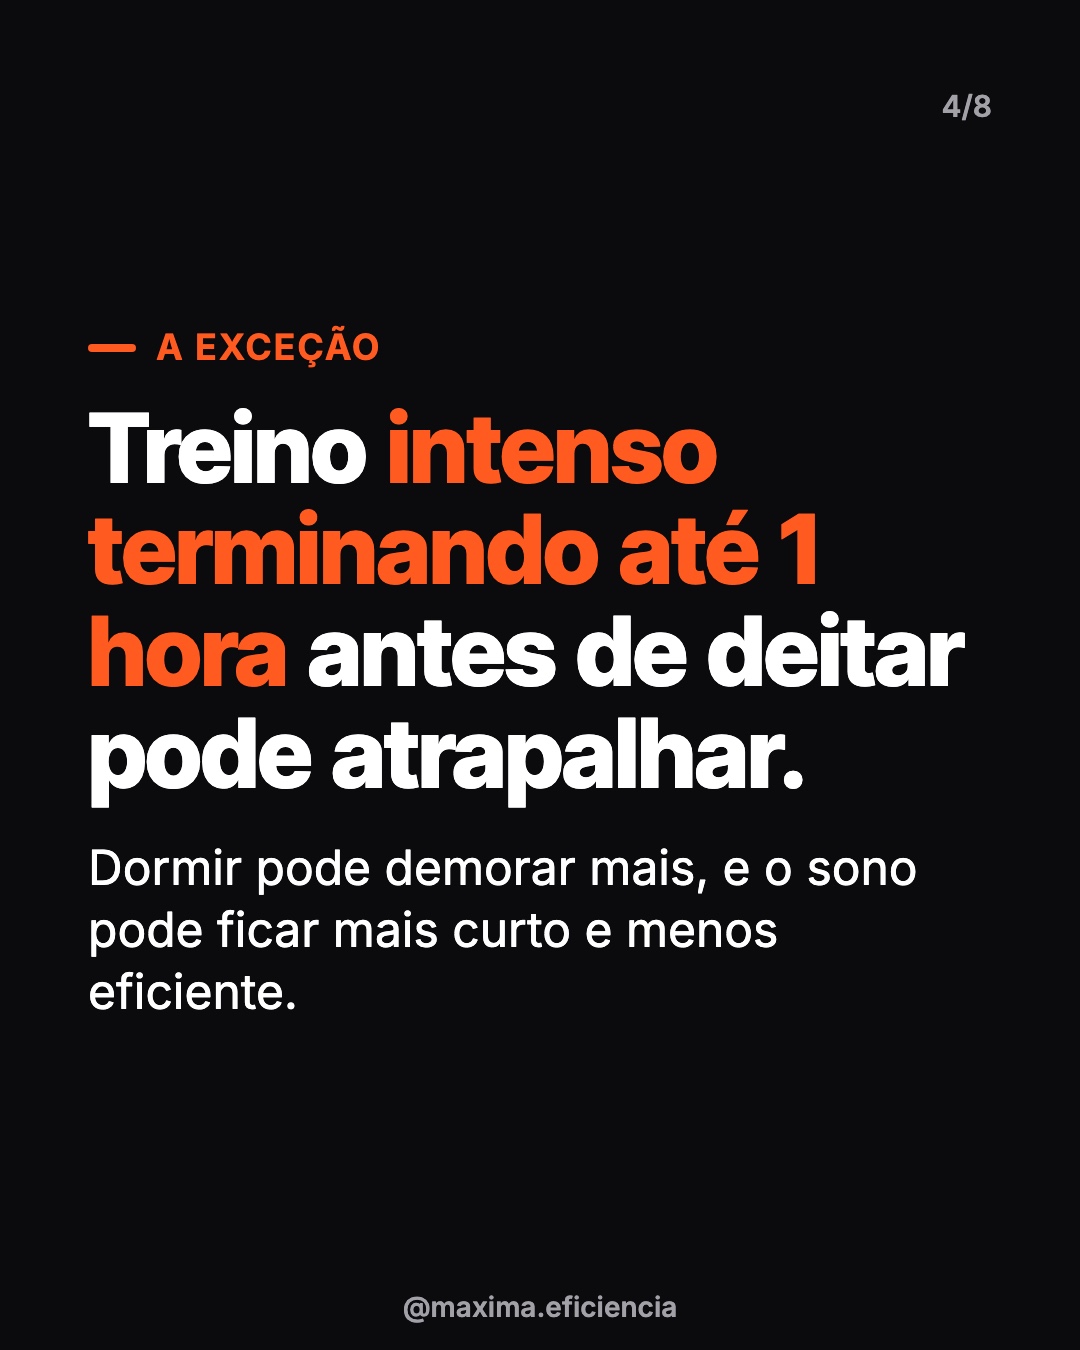 4/8
A EXCEÇÃO
Treino intenso
terminando até 1
hora antes de deitar
pode atrapalhar.
Dormir pode demorar mais, e o sono
pode ficar mais curto e menos
eficiente.
@maxima.eficiencia